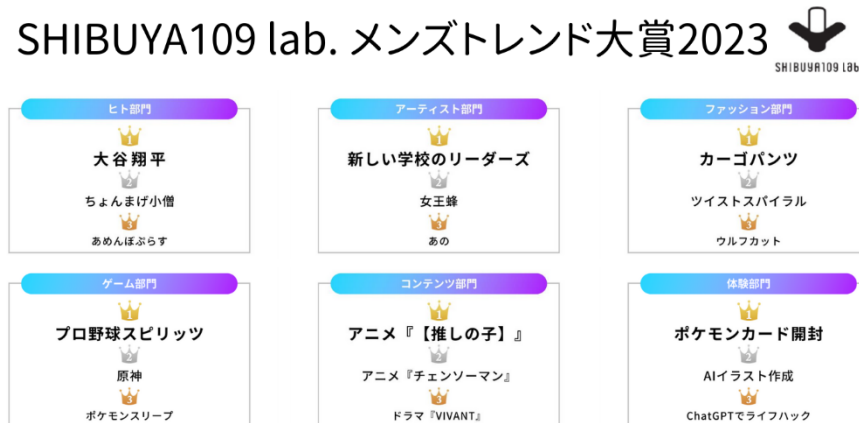 SHIBUYA109 lab. メンズトレンド大賞2023
SHIBUYA109 lab
ヒト部門
1
大谷翔平
2
ちょんまげ小僧
3
あめんぼぷらす
アーティスト部門
1
新しい学校のリーダーズ
2
女王蜂
3
あの
ファッション部門
1
カーゴパンツ
2
ツイストスパイラル
3
ウルフカット
ゲーム部門
1
プロ野球スピリッツ
2
原神
3
ポケモンスリープ
コンテンツ部門
1
アニメ『【推しの子】』
2
アニメ『チェンソーマン』
3
ドラマ『VIVANT』
体験部門
1
ポケモンカード開封
2
AIイラスト作成
3
ChatGPTでライフハック